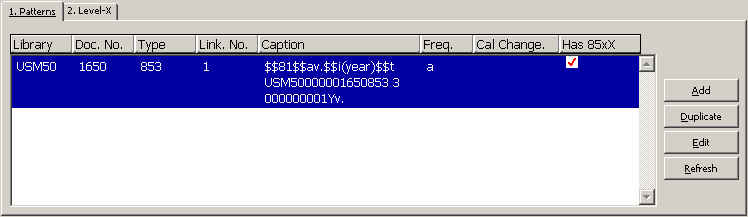 1. Patterns 2. Level-X
Library Doc. No. Type Link. No. Caption Freq. Cal Change. Has 85xX
USM50 1650 853 1 $$81$$av.$$i(year)$$t a
USM50000001650853 3
000000001Yv.
Add
Duplicate
Edit
Refresh